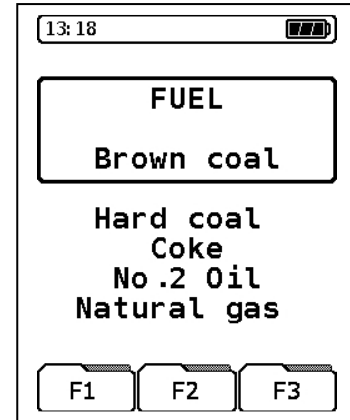 13:18
FUEL
Brown coal
Hard coal
Coke
No.2 Oil
Natural gas
F1 F2 F3